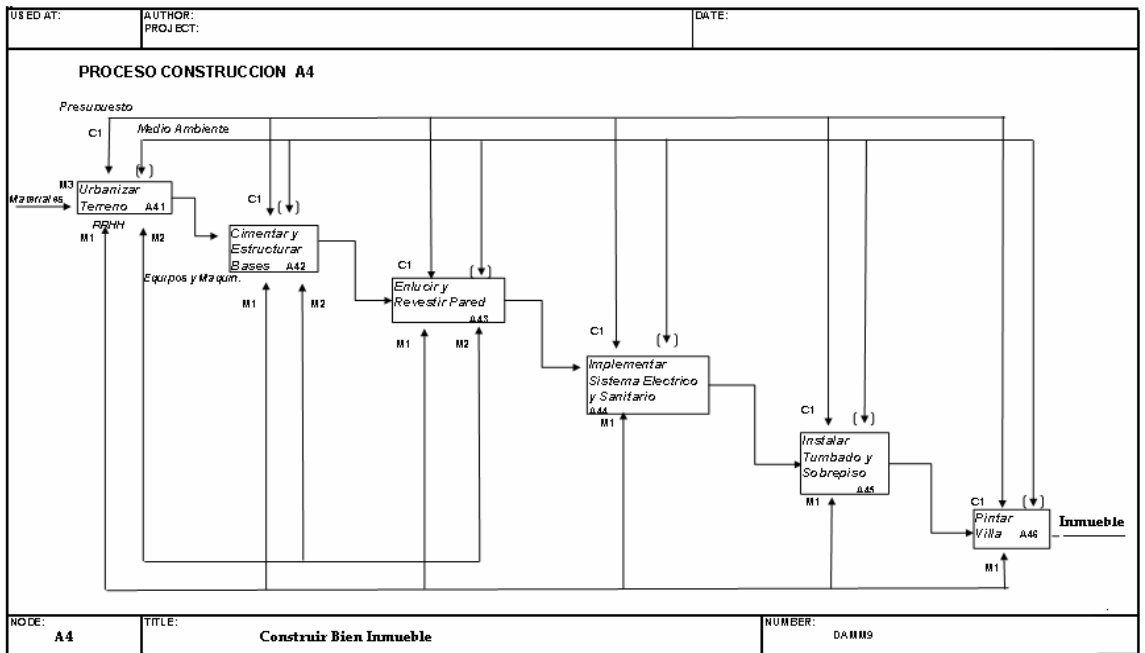 USED AT:
AUTHOR:
PROJECT:
DATE:
PROCESO CONSTRUCCION A4
Presupuesto
C1
Medio Ambiente
M3
Materiales
Urbanizar
Terreno A41
RRHH
M1
M2
Equipos y Maquin.
C1
Cimentar y
Estructurar
Bases A42
M1
M2
C1
Enlucir y
Revestir Pared
A43
M1
M2
C1
Implementar
Sistema Electrico
y Sanitario
A44
M1
C1
Instalar
Tumbado y
Sobrepiso
A45
M1
C1
Pintar
Villa A46
Inmueble
M1
NODE:
A4
TITLE:
Construir Bien Inmueble
NUMBER:
DAMM9